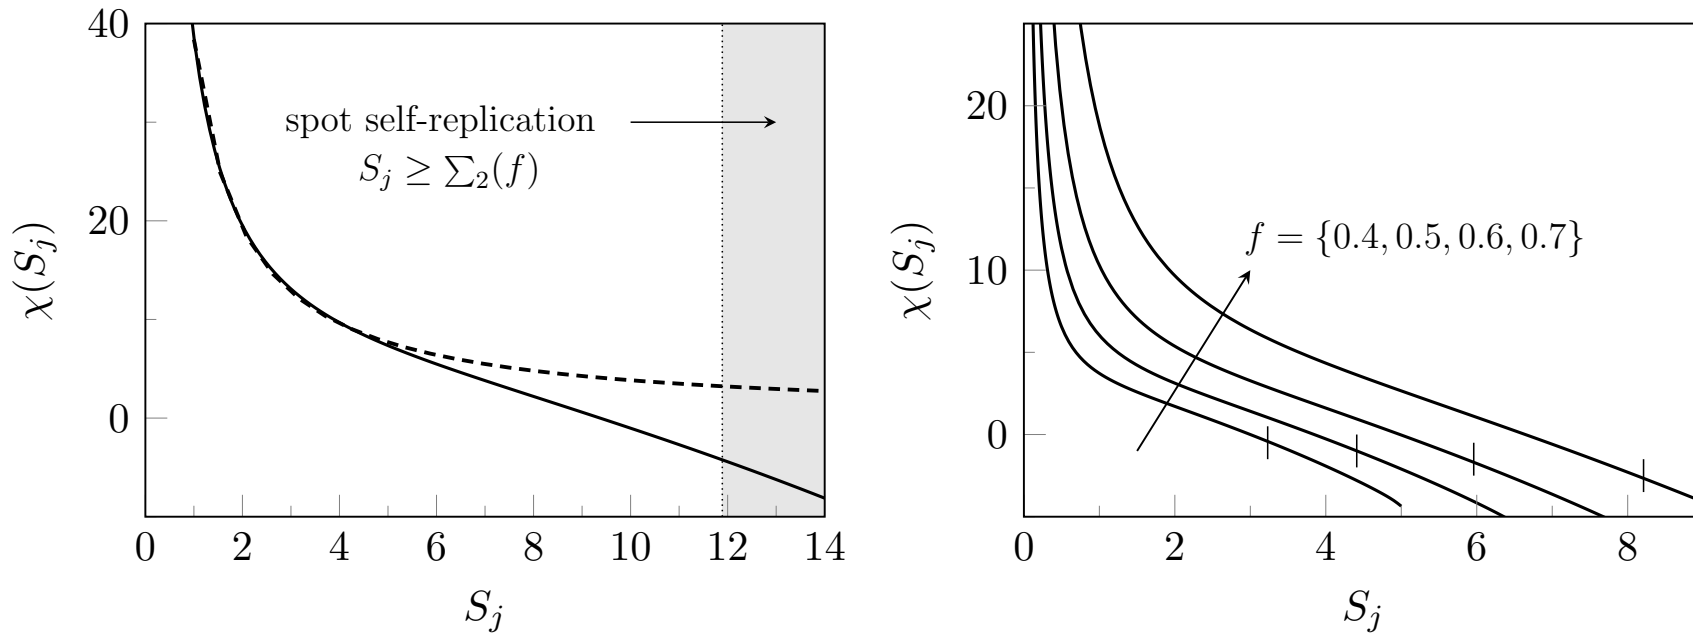 40
20
0
χ(S_j)
spot self-replication
S_j ≥ ∑_2(f)
0 2 4 6 8 10 12 14
S_j
20
10
0
χ(S_j)
f = {0.4, 0.5, 0.6, 0.7}
0 2 4 6 8
S_j